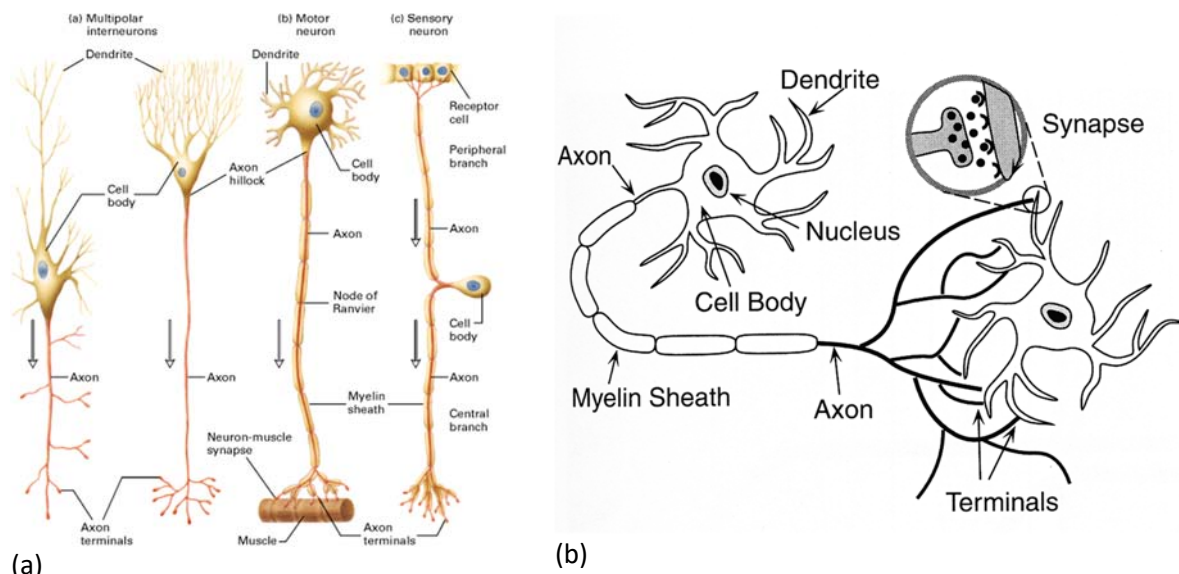 (a) Multipolar
interneurons
Dendrite
Cell
body
Axon
Axon
Axon
terminals
(b) Motor
neuron
Dendrite
Axon
hillock
Cell
body
Axon
Node of
Ranvier
Myelin
sheath
Neuron-muscle
synapse
Muscle
Axon
terminals
(c) Sensory
neuron
Receptor
cell
Peripheral
branch
Axon
Cell
body
Axon
Central
branch
(a)
Dendrite
Synapse
Axon
Nucleus
Cell Body
Myelin Sheath
Axon
Terminals
(b)